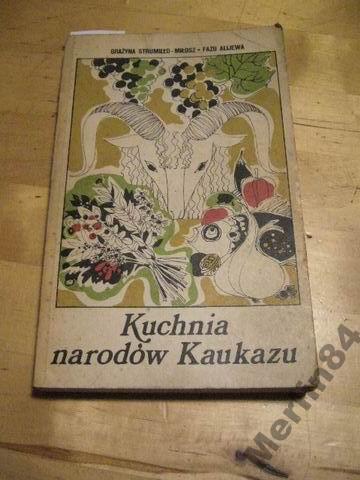 GRAŻYNA STRUMIŁŁO-MIŁOSZ • FAZU ALIJEWA
Kuchnia
narodów Kaukazu
Merlin84